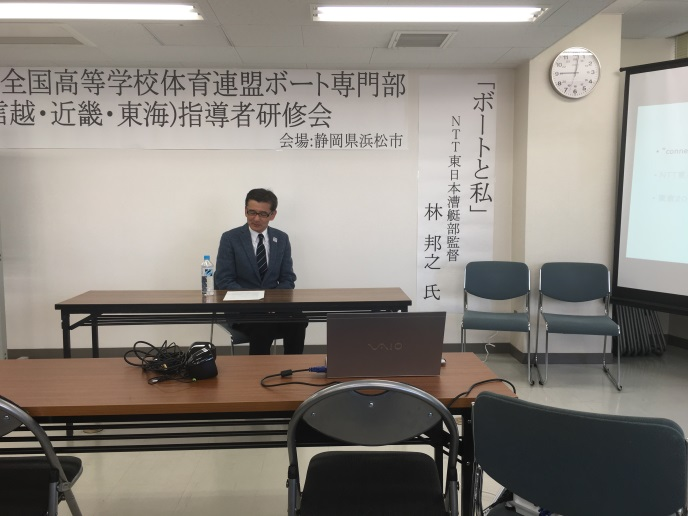 全国高等学校体育連盟ボート専門部
信越・近畿・東海)指導者研修会
会場:静岡県浜松市
「ボートと私」
NTT東日本漕艇部監督
林 邦之 氏
VAIO